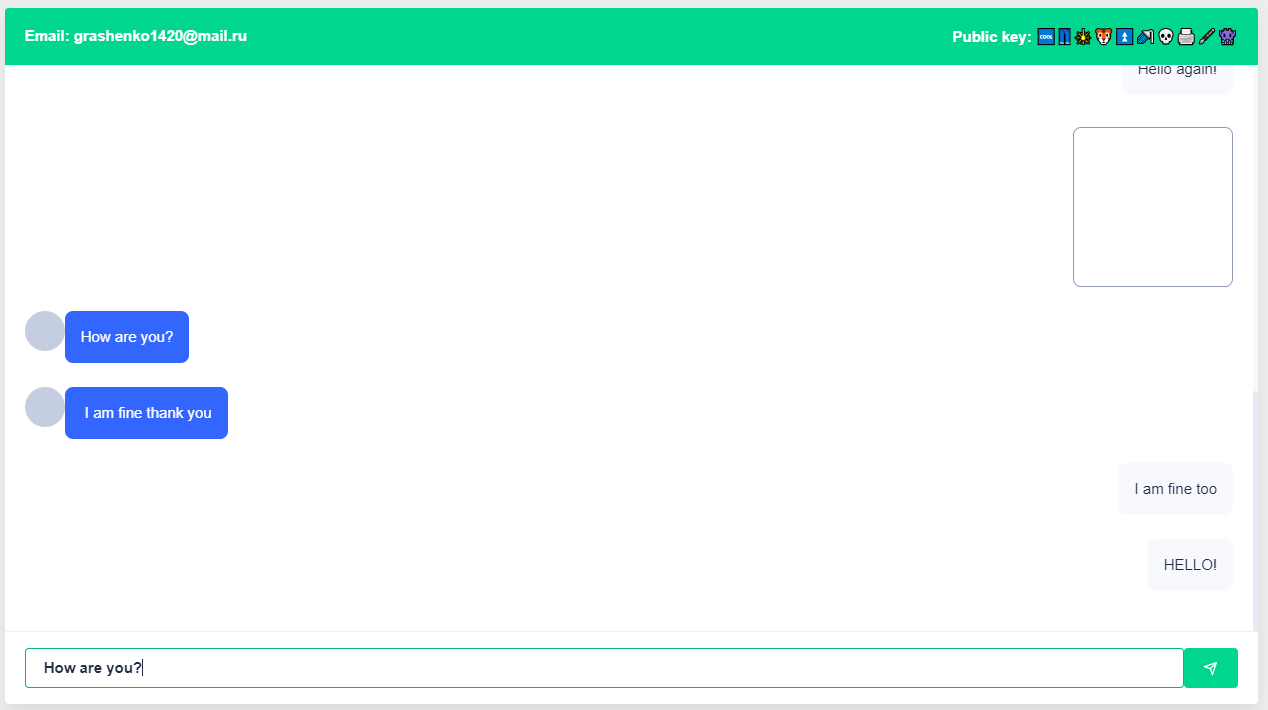 Email: grashenko1420@mail.ru
Public key: 🆒👖🔆🐯⏫🚿💀🖨🖌👾
Hello again!
How are you?
I am fine thank you
I am fine too
HELLO!
How are you?